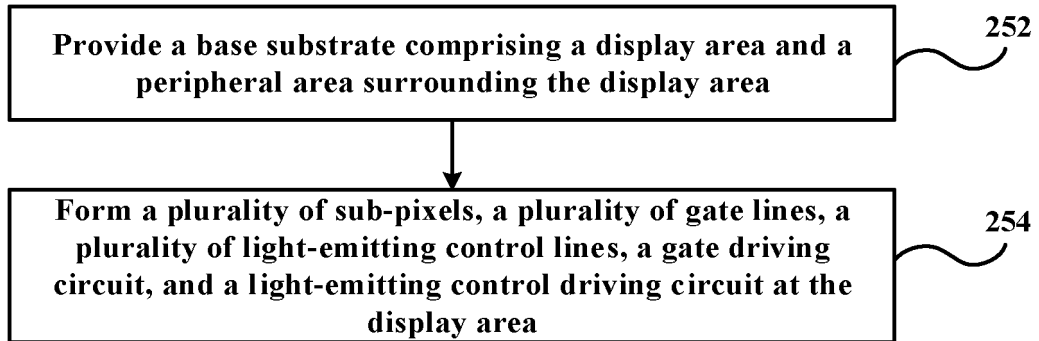 Provide a base substrate comprising a display area and a
peripheral area surrounding the display area
252
Form a plurality of sub-pixels, a plurality of gate lines, a
plurality of light-emitting control lines, a gate driving
circuit, and a light-emitting control driving circuit at the
display area
254